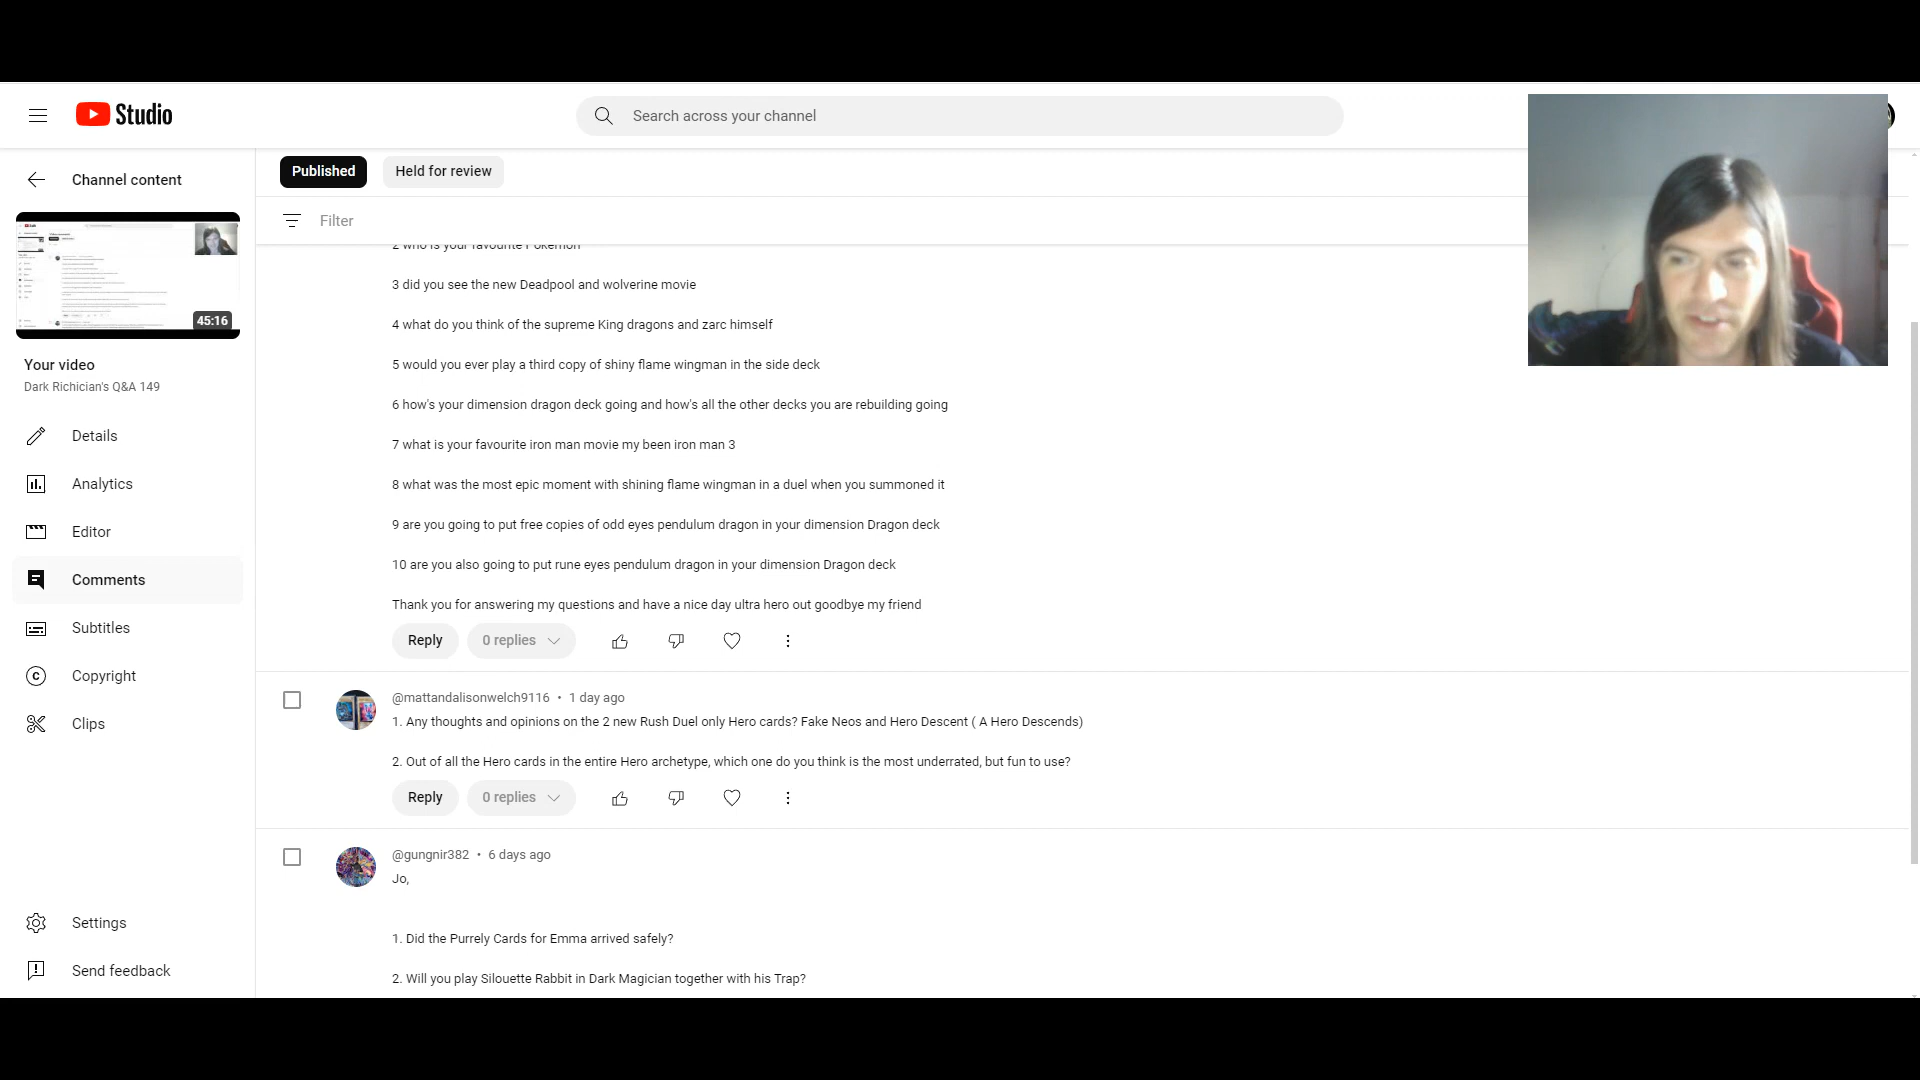 Studio
Search across your channel
Channel content
Published
Held for review
Filter
45:16
Your video
Dark Richician's Q&A 149
Details
Analytics
Editor
Comments
Subtitles
Copyright
Clips
Settings
Send feedback
2 who is your favourite Pokemon
3 did you see the new Deadpool and wolverine movie
4 what do you think of the supreme King dragons and zarc himself
5 would you ever play a third copy of shiny flame wingman in the side deck
6 how's your dimension dragon deck going and how's all the other decks you are rebuilding going
7 what is your favourite iron man movie my been iron man 3
8 what was the most epic moment with shining flame wingman in a duel when you summoned it
9 are you going to put free copies of odd eyes pendulum dragon in your dimension Dragon deck
10 are you also going to put rune eyes pendulum dragon in your dimension Dragon deck
Thank you for answering my questions and have a nice day ultra hero out goodbye my friend
Reply
0 replies
@mattandalisonwelch9116 • 1 day ago
1. Any thoughts and opinions on the 2 new Rush Duel only Hero cards? Fake Neos and Hero Descent ( A Hero Descends)
2. Out of all the Hero cards in the entire Hero archetype, which one do you think is the most underrated, but fun to use?
Reply
0 replies
@gungnir382 • 6 days ago
Jo,
1. Did the Purrely Cards for Emma arrived safely?
2. Will you play Silouette Rabbit in Dark Magician together with his Trap?